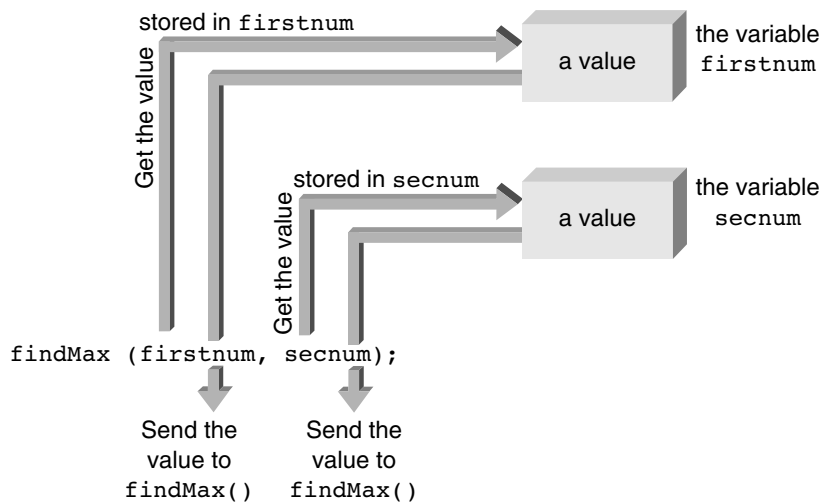 stored in firstnum
Get the value
a value
the variable
firstnum
stored in secnum
Get the value
a value
the variable
secnum
findMax (firstnum, secnum);
Send the
value to
findMax()
Send the
value to
findMax()